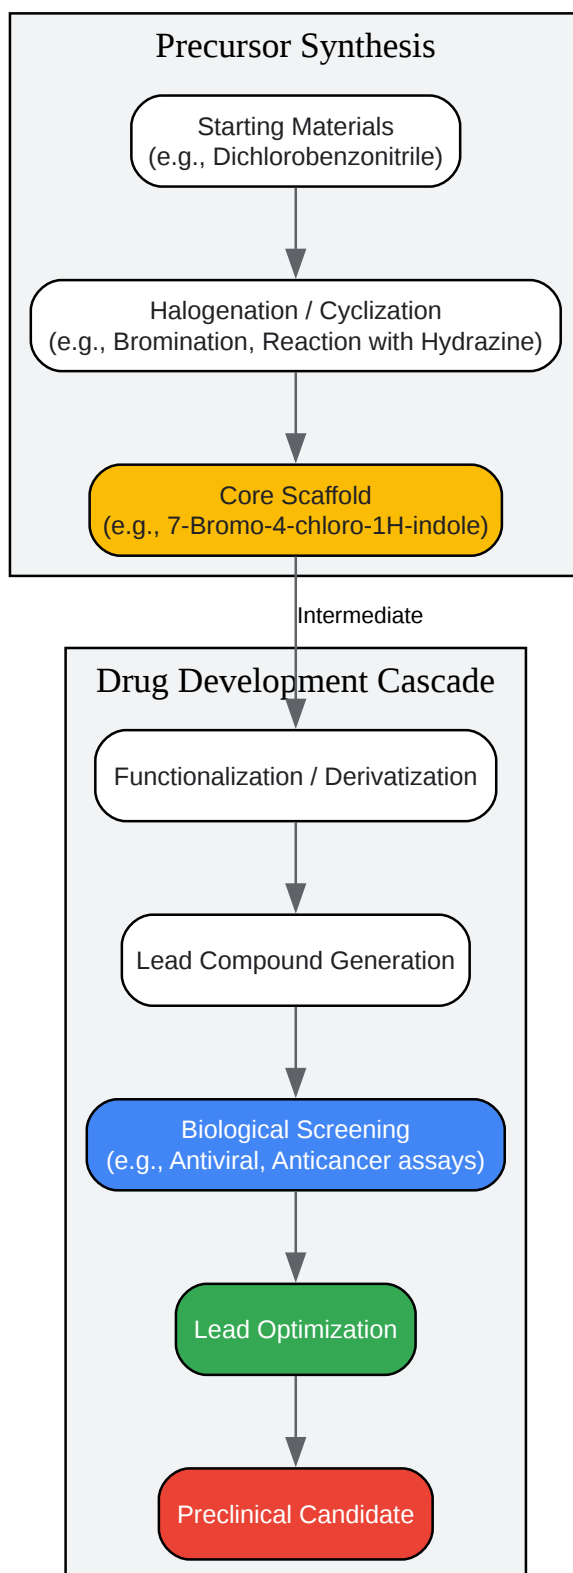 Precursor Synthesis
Starting Materials
(e.g., Dichlorobenzonitrile)
Halogenation / Cyclization
(e.g., Bromination, Reaction with Hydrazine)
Core Scaffold
(e.g., 7-Bromo-4-chloro-1H-indole)
Intermediate
Drug Development Cascade
Functionalization / Derivatization
Lead Compound Generation
Biological Screening
(e.g., Antiviral, Anticancer assays)
Lead Optimization
Preclinical Candidate